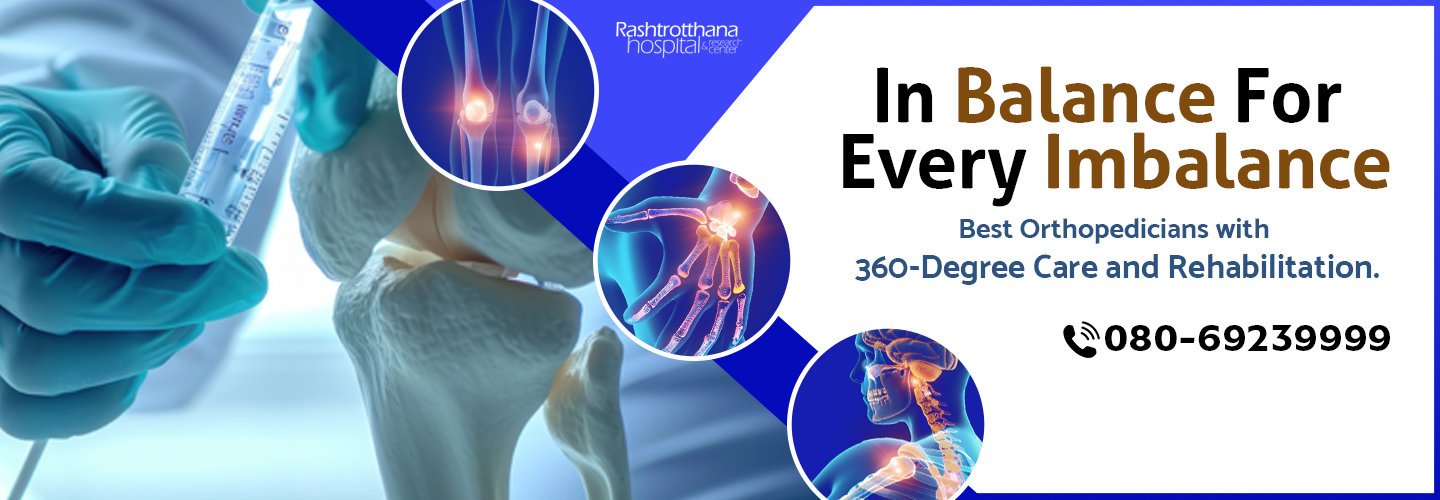 Rashtrotthana
hospital & research center
In Balance For
Every Imbalance
Best Orthopedicians with
360-Degree Care and Rehabilitation.
080-69239999